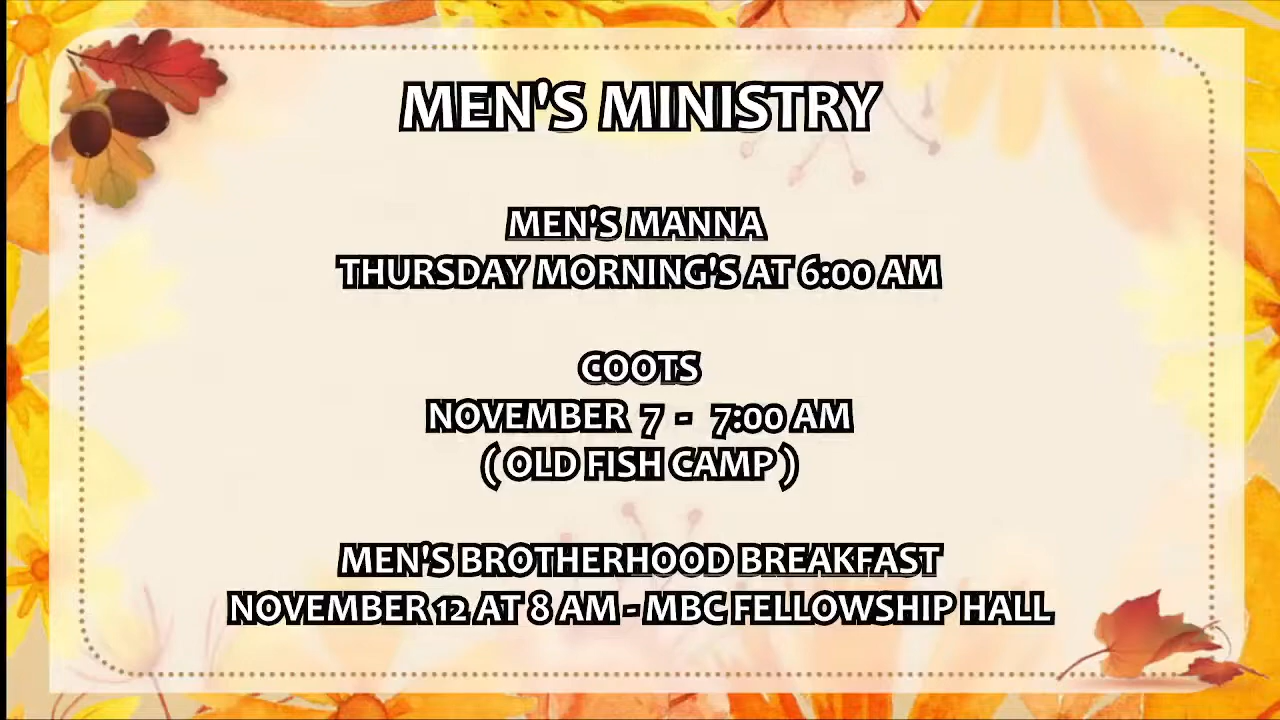 MEN'S MINISTRY
MEN'S MANNA
THURSDAY MORNING'S AT 6:00 AM
COOTS
NOVEMBER 7 - 7:00 AM
( OLD FISH CAMP )
MEN'S BROTHERHOOD BREAKFAST
NOVEMBER 12 AT 8 AM - MBC FELLOWSHIP HALL